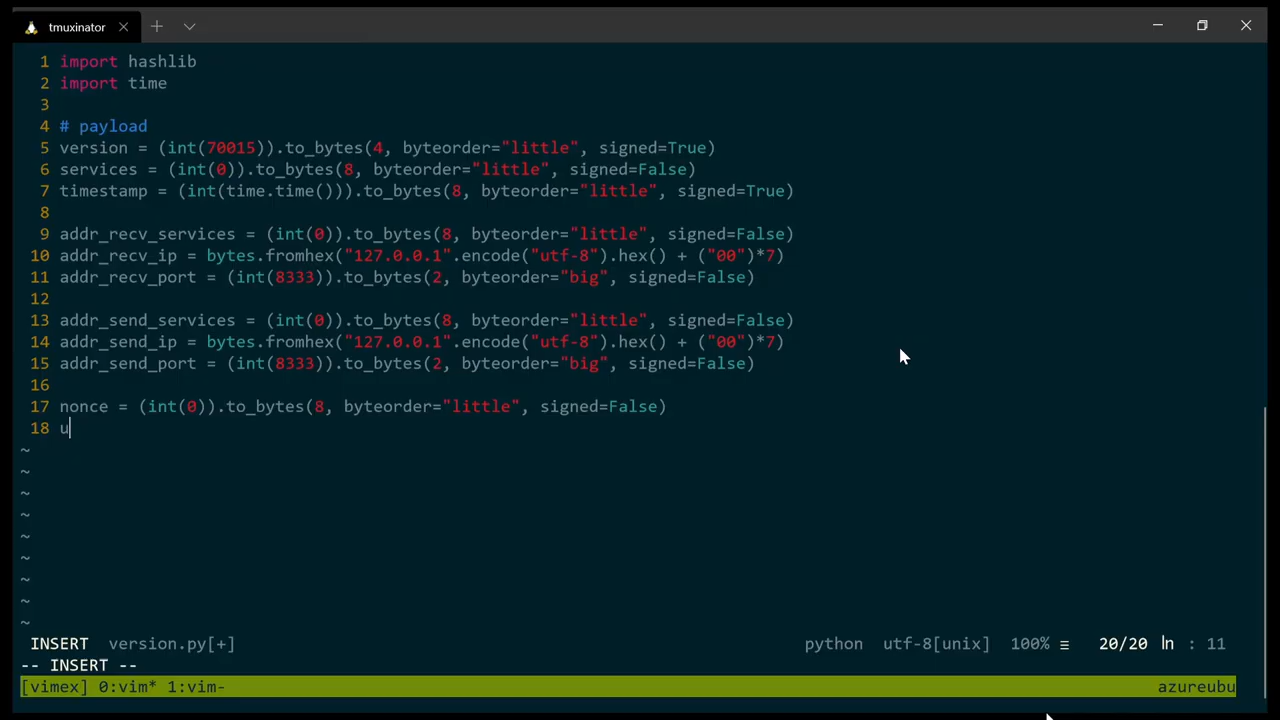 tmuxinator
1 import hashlib
2 import time
3
4 # payload
5 version = (int(70015)).to_bytes(4, byteorder="little", signed=True)
6 services = (int(0)).to_bytes(8, byteorder="little", signed=False)
7 timestamp = (int(time.time())).to_bytes(8, byteorder="little", signed=True)
8
9 addr_recv_services = (int(0)).to_bytes(8, byteorder="little", signed=False)
10 addr_recv_ip = bytes.fromhex("127.0.0.1".encode("utf-8").hex() + ("00")*7)
11 addr_recv_port = (int(8333)).to_bytes(2, byteorder="big", signed=False)
12
13 addr_send_services = (int(0)).to_bytes(8, byteorder="little", signed=False)
14 addr_send_ip = bytes.fromhex("127.0.0.1".encode("utf-8").hex() + ("00")*7)
15 addr_send_port = (int(8333)).to_bytes(2, byteorder="big", signed=False)
16
17 nonce = (int(0)).to_bytes(8, byteorder="little", signed=False)
18 u
~
~
~
~
~
~
~
~
~
INSERT version.py[+] python utf-8[unix] 100% ≡ 20/20 ln : 11
-- INSERT --
[vimex] 0:vim* 1:vim- azureubu